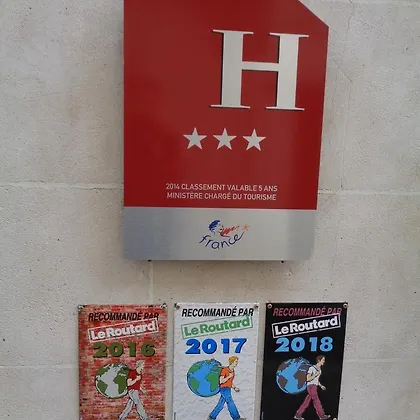 H
2014 CLASSEMENT VALABLE 5 ANS
MINISTÈRE CHARGÉ DU TOURISME
france
RECOMMANDÉ PAR
Le Routard
2016
RECOMMANDÉ PAR
Le Routard
2017
RECOMMANDÉ PAR
Le Routard
2018